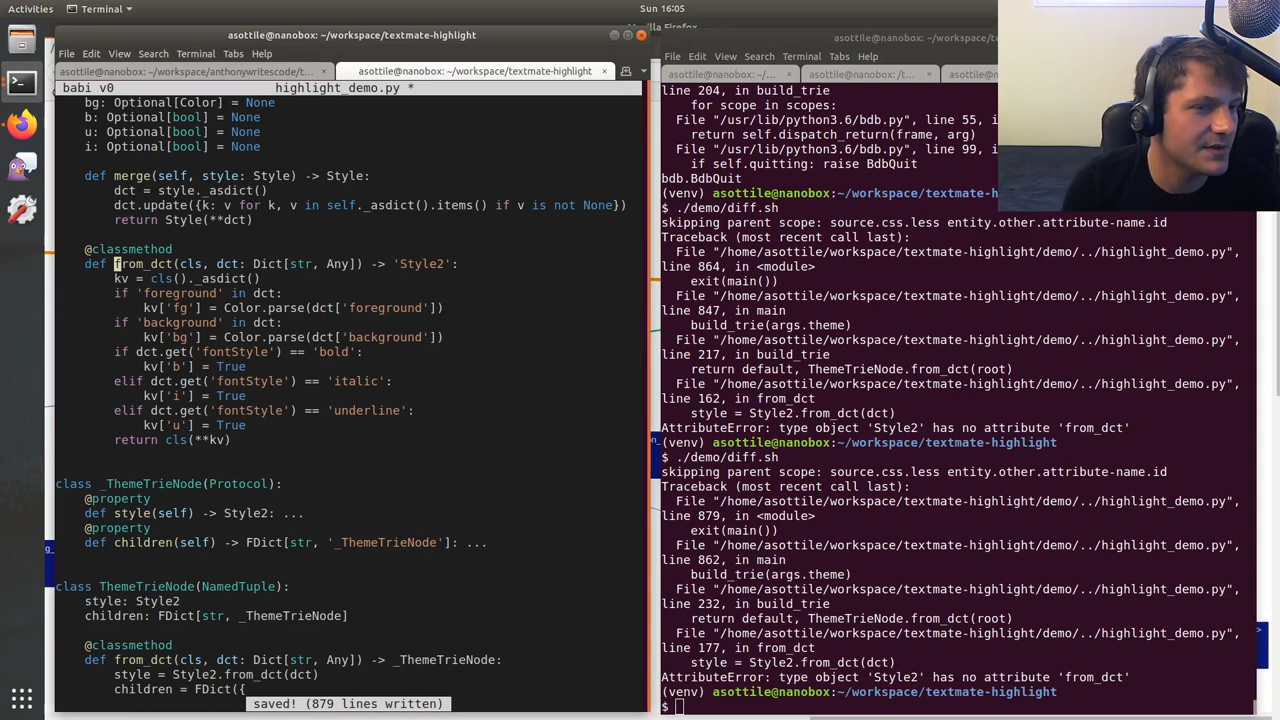 Activities
Terminal
Sun 16:05
asottile@nanobox: ~/workspace/textmate-highlight
File Edit View Search Terminal Tabs Help
asottile@nanobox: ~/workspace/anthonywritescode/t...
asottile@nanobox: ~/workspace/textmate-highlight
babi v0 highlight_demo.py *
bg: Optional[Color] = None
b: Optional[bool] = None
u: Optional[bool] = None
i: Optional[bool] = None
def merge(self, style: Style) -> Style:
dct = style._asdict()
dct.update({k: v for k, v in self._asdict().items() if v is not None})
return Style(**dct)
@classmethod
def from_dct(cls, dct: Dict[str, Any]) -> 'Style2':
kv = cls()._asdict()
if 'foreground' in dct:
kv['fg'] = Color.parse(dct['foreground'])
if 'background' in dct:
kv['bg'] = Color.parse(dct['background'])
if dct.get('fontStyle') == 'bold':
kv['b'] = True
elif dct.get('fontStyle') == 'italic':
kv['i'] = True
elif dct.get('fontStyle') == 'underline':
kv['u'] = True
return cls(**kv)
class _ThemeTrieNode(Protocol):
@property
def style(self) -> Style2: ...
@property
def children(self) -> FDict[str, '_ThemeTrieNode']: ...
class ThemeTrieNode(NamedTuple):
style: Style2
children: FDict[str, _ThemeTrieNode]
@classmethod
def from_dct(cls, dct: Dict[str, Any]) -> _ThemeTrieNode:
style = Style2.from_dct(dct)
children = FDict({
saved! (879 lines written)
asottile@nanobox: ~/workspace/textmate-h
File Edit View Search Terminal Tabs Help
asottile@nanobox: ~/...
asottile@nanobox: /t...
asottile@nano
line 204, in build_trie
for scope in scopes:
File "/usr/lib/python3.6/bdb.py", line 55, i
return self.dispatch_return(frame, arg)
File "/usr/lib/python3.6/bdb.py", line 99, i
if self.quitting: raise BdbQuit
bdb.BdbQuit
(venv) asottile@nanobox:~/workspace/textmate-h
$ ./demo/diff.sh
skipping parent scope: source.css.less entity.other.attribute-name.id
Traceback (most recent call last):
File "/home/asottile/workspace/textmate-highlight/demo/../highlight_demo.py",
line 864, in <module>
exit(main())
File "/home/asottile/workspace/textmate-highlight/demo/../highlight_demo.py",
line 847, in main
build_trie(args.theme)
File "/home/asottile/workspace/textmate-highlight/demo/../highlight_demo.py",
line 217, in build_trie
return default, ThemeTrieNode.from_dct(root)
File "/home/asottile/workspace/textmate-highlight/demo/../highlight_demo.py",
line 162, in from_dct
style = Style2.from_dct(dct)
AttributeError: type object 'Style2' has no attribute 'from_dct'
(venv) asottile@nanobox:~/workspace/textmate-highlight
$ ./demo/diff.sh
skipping parent scope: source.css.less entity.other.attribute-name.id
Traceback (most recent call last):
File "/home/asottile/workspace/textmate-highlight/demo/../highlight_demo.py",
line 879, in <module>
exit(main())
File "/home/asottile/workspace/textmate-highlight/demo/../highlight_demo.py",
line 862, in main
build_trie(args.theme)
File "/home/asottile/workspace/textmate-highlight/demo/../highlight_demo.py",
line 232, in build_trie
return default, ThemeTrieNode.from_dct(root)
File "/home/asottile/workspace/textmate-highlight/demo/../highlight_demo.py",
line 177, in from_dct
style = Style2.from_dct(dct)
AttributeError: type object 'Style2' has no attribute 'from_dct'
(venv) asottile@nanobox:~/workspace/textmate-highlight
$